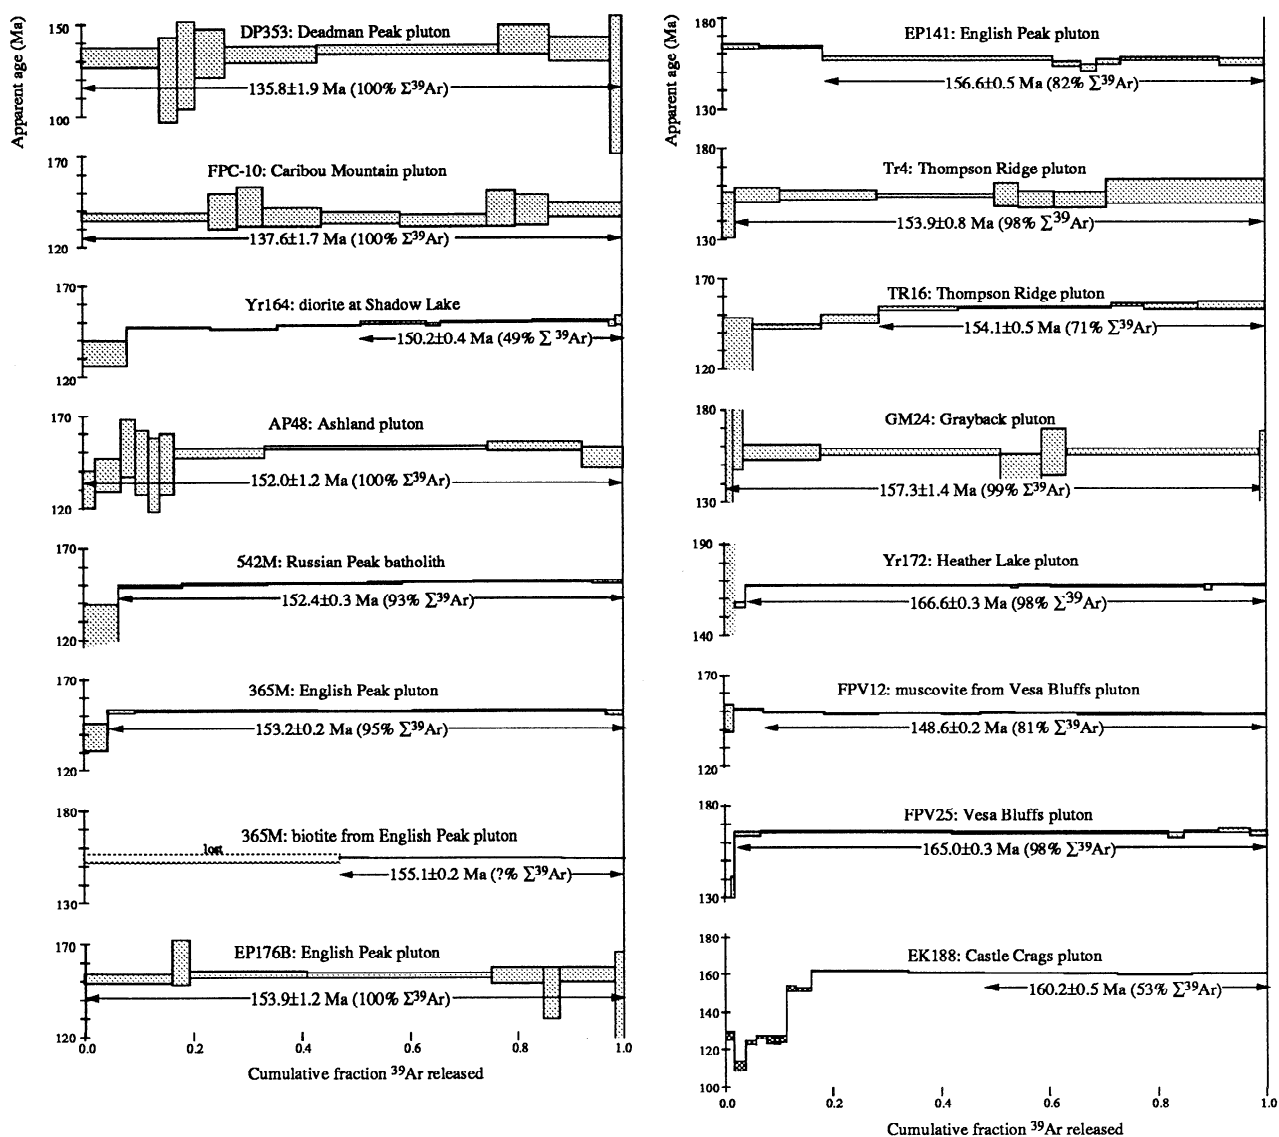 Apparent age (Ma)
150
100
DP353: Deadman Peak pluton
135.8±1.9 Ma (100% Σ³⁹Ar)
170
120
FPC-10: Caribou Mountain pluton
137.6±1.7 Ma (100% Σ³⁹Ar)
170
120
Yr164: diorite at Shadow Lake
150.2±0.4 Ma (49% Σ ³⁹Ar)
170
120
AP48: Ashland pluton
152.0±1.2 Ma (100% Σ³⁹Ar)
170
120
542M: Russian Peak batholith
152.4±0.3 Ma (93% Σ³⁹Ar)
170
120
365M: English Peak pluton
153.2±0.2 Ma (95% Σ³⁹Ar)
180
130
365M: biotite from English Peak pluton
lost
155.1±0.2 Ma (?% Σ³⁹Ar)
170
120
EP176B: English Peak pluton
153.9±1.2 Ma (100% Σ³⁹Ar)
0.0 0.2 0.4 0.6 0.8 1.0
Cumulative fraction ³⁹Ar released
Apparent age (Ma)
180
130
EP141: English Peak pluton
156.6±0.5 Ma (82% Σ³⁹Ar)
180
130
Tr4: Thompson Ridge pluton
153.9±0.8 Ma (98% Σ³⁹Ar)
170
120
TR16: Thompson Ridge pluton
154.1±0.5 Ma (71% Σ³⁹Ar)
180
130
GM24: Grayback pluton
157.3±1.4 Ma (99% Σ³⁹Ar)
190
140
Yr172: Heather Lake pluton
166.6±0.3 Ma (98% Σ³⁹Ar)
170
120
FPV12: muscovite from Vesa Bluffs pluton
148.6±0.2 Ma (81% Σ³⁹Ar)
180
130
FPV25: Vesa Bluffs pluton
165.0±0.3 Ma (98% Σ³⁹Ar)
180
160
140
120
100
EK188: Castle Crags pluton
160.2±0.5 Ma (53% Σ³⁹Ar)
0.0 0.2 0.4 0.6 0.8 1.0
Cumulative fraction ³⁹Ar released